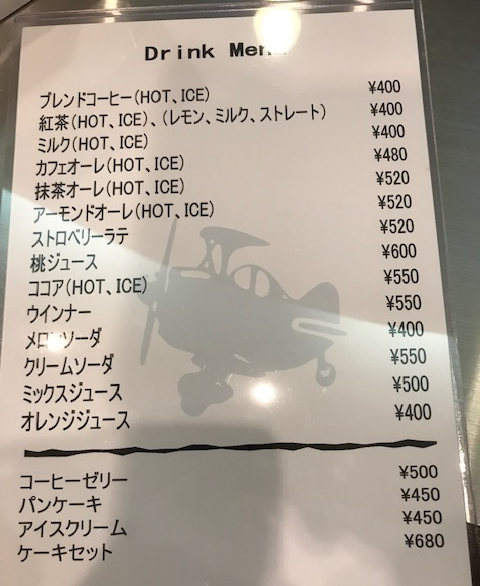 Drink Menu
ブレンドコーヒー(HOT、ICE) ¥400
紅茶(HOT、ICE)、(レモン、ミルク、ストレート) ¥400
ミルク(HOT、ICE) ¥400
カフェオーレ(HOT、ICE) ¥480
抹茶オーレ(HOT、ICE) ¥520
アーモンドオーレ(HOT、ICE) ¥520
ストロベリーラテ ¥520
桃ジュース ¥600
ココア(HOT、ICE) ¥550
ウインナー ¥550
メロンソーダ ¥400
クリームソーダ ¥550
ミックスジュース ¥500
オレンジジュース ¥400
コーヒーゼリー ¥500
パンケーキ ¥450
アイスクリーム ¥450
ケーキセット ¥680